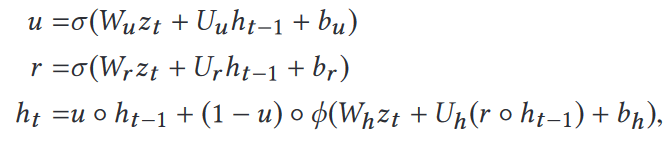 u =σ(W_u z_t + U_u h_{t−1} + b_u)
r =σ(W_r z_t + U_r h_{t−1} + b_r)
h_t =u ∘ h_{t−1} + (1 − u) ∘ ϕ(W_h z_t + U_h(r ∘ h_{t−1}) + b_h),